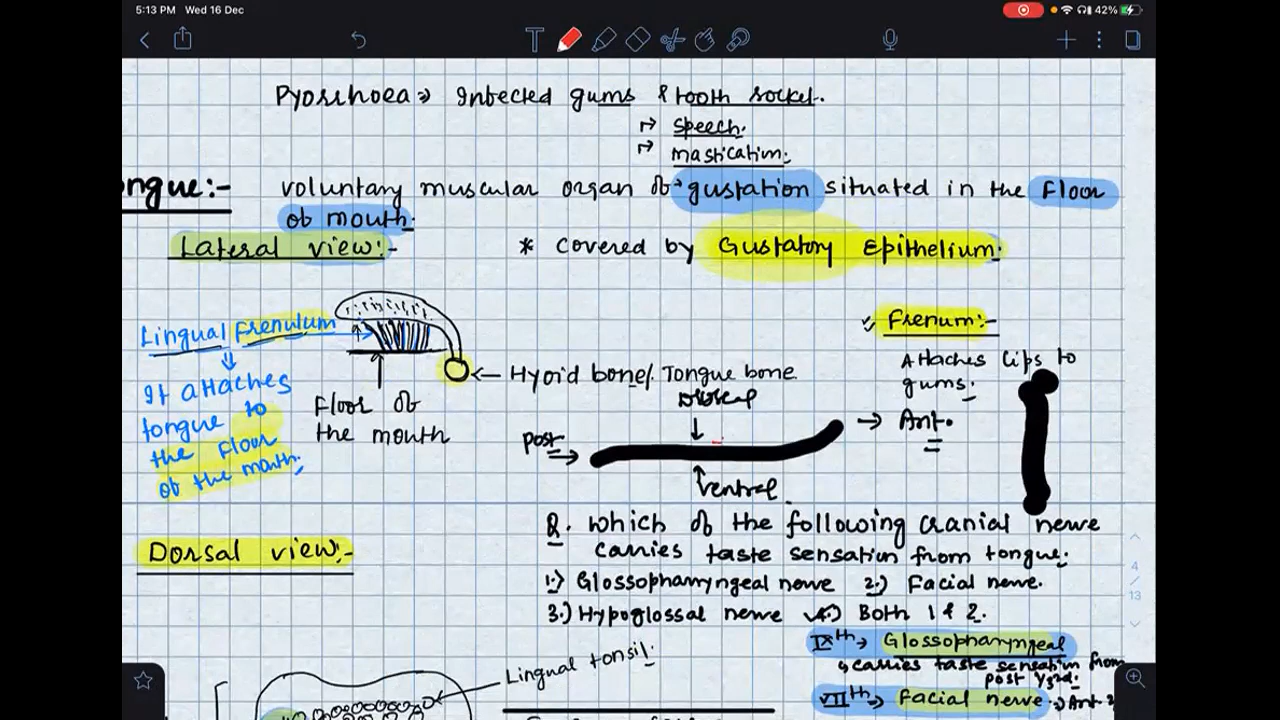 5:13 PM Wed 16 Dec
42%
Pyorrhoea⇒ Infected gums & tooth socket.
↱ speech.
↱ mastication.
ongue:- voluntary muscular organ of gustation situated in the floor
of mouth.
Lateral view:-
* Covered by Gustatory Epithelium.
Lingual Frenulum
It attaches
tongue to
the floor
of the mouth.
Floor of
the mouth
← Hyoid bone/ Tongue bone
Frenum:-
Attaches lips to
gums.
post
→ Ant.
Ventral
Dorsal view:-
Q. which of the following cranial nerve
carries taste sensation from tongue.
1.) Glossopharyngeal nerve 2.) Facial nerve.
3.) Hypoglossal nerve 4.) Both 1 & 2.
4
13
Lingual tonsil.
IXth→ Glossopharyngeal
carries taste sensation from
post 1/3rd.
VIIth→ Facial nerve → Ant